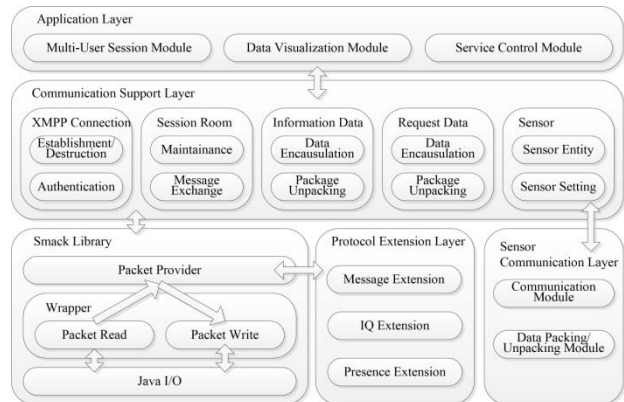 Application Layer
Multi-User Session Module
Data Visualization Module
Service Control Module
Communication Support Layer
XMPP Connection
Establishment/
Destruction
Authentication
Session Room
Maintainance
Message
Exchange
Information Data
Data
Encausulation
Package
Unpacking
Request Data
Data
Encausulation
Package
Unpacking
Sensor
Sensor Entity
Sensor Setting
Smack Library
Packet Provider
Wrapper
Packet Read
Packet Write
Java I/O
Protocol Extension Layer
Message Extension
IQ Extension
Presence Extension
Sensor
Communication Layer
Communication
Module
Data Packing/
Unpacking Module